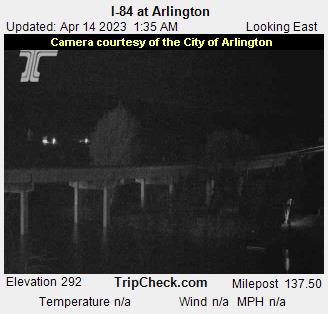 I-84 at Arlington
Updated: Apr 14 2023 1:35 AM Looking East
Camera courtesy of the City of Arlington
Elevation 292 TripCheck.com Milepost 137.50
Temperature n/a Wind n/a MPH n/a